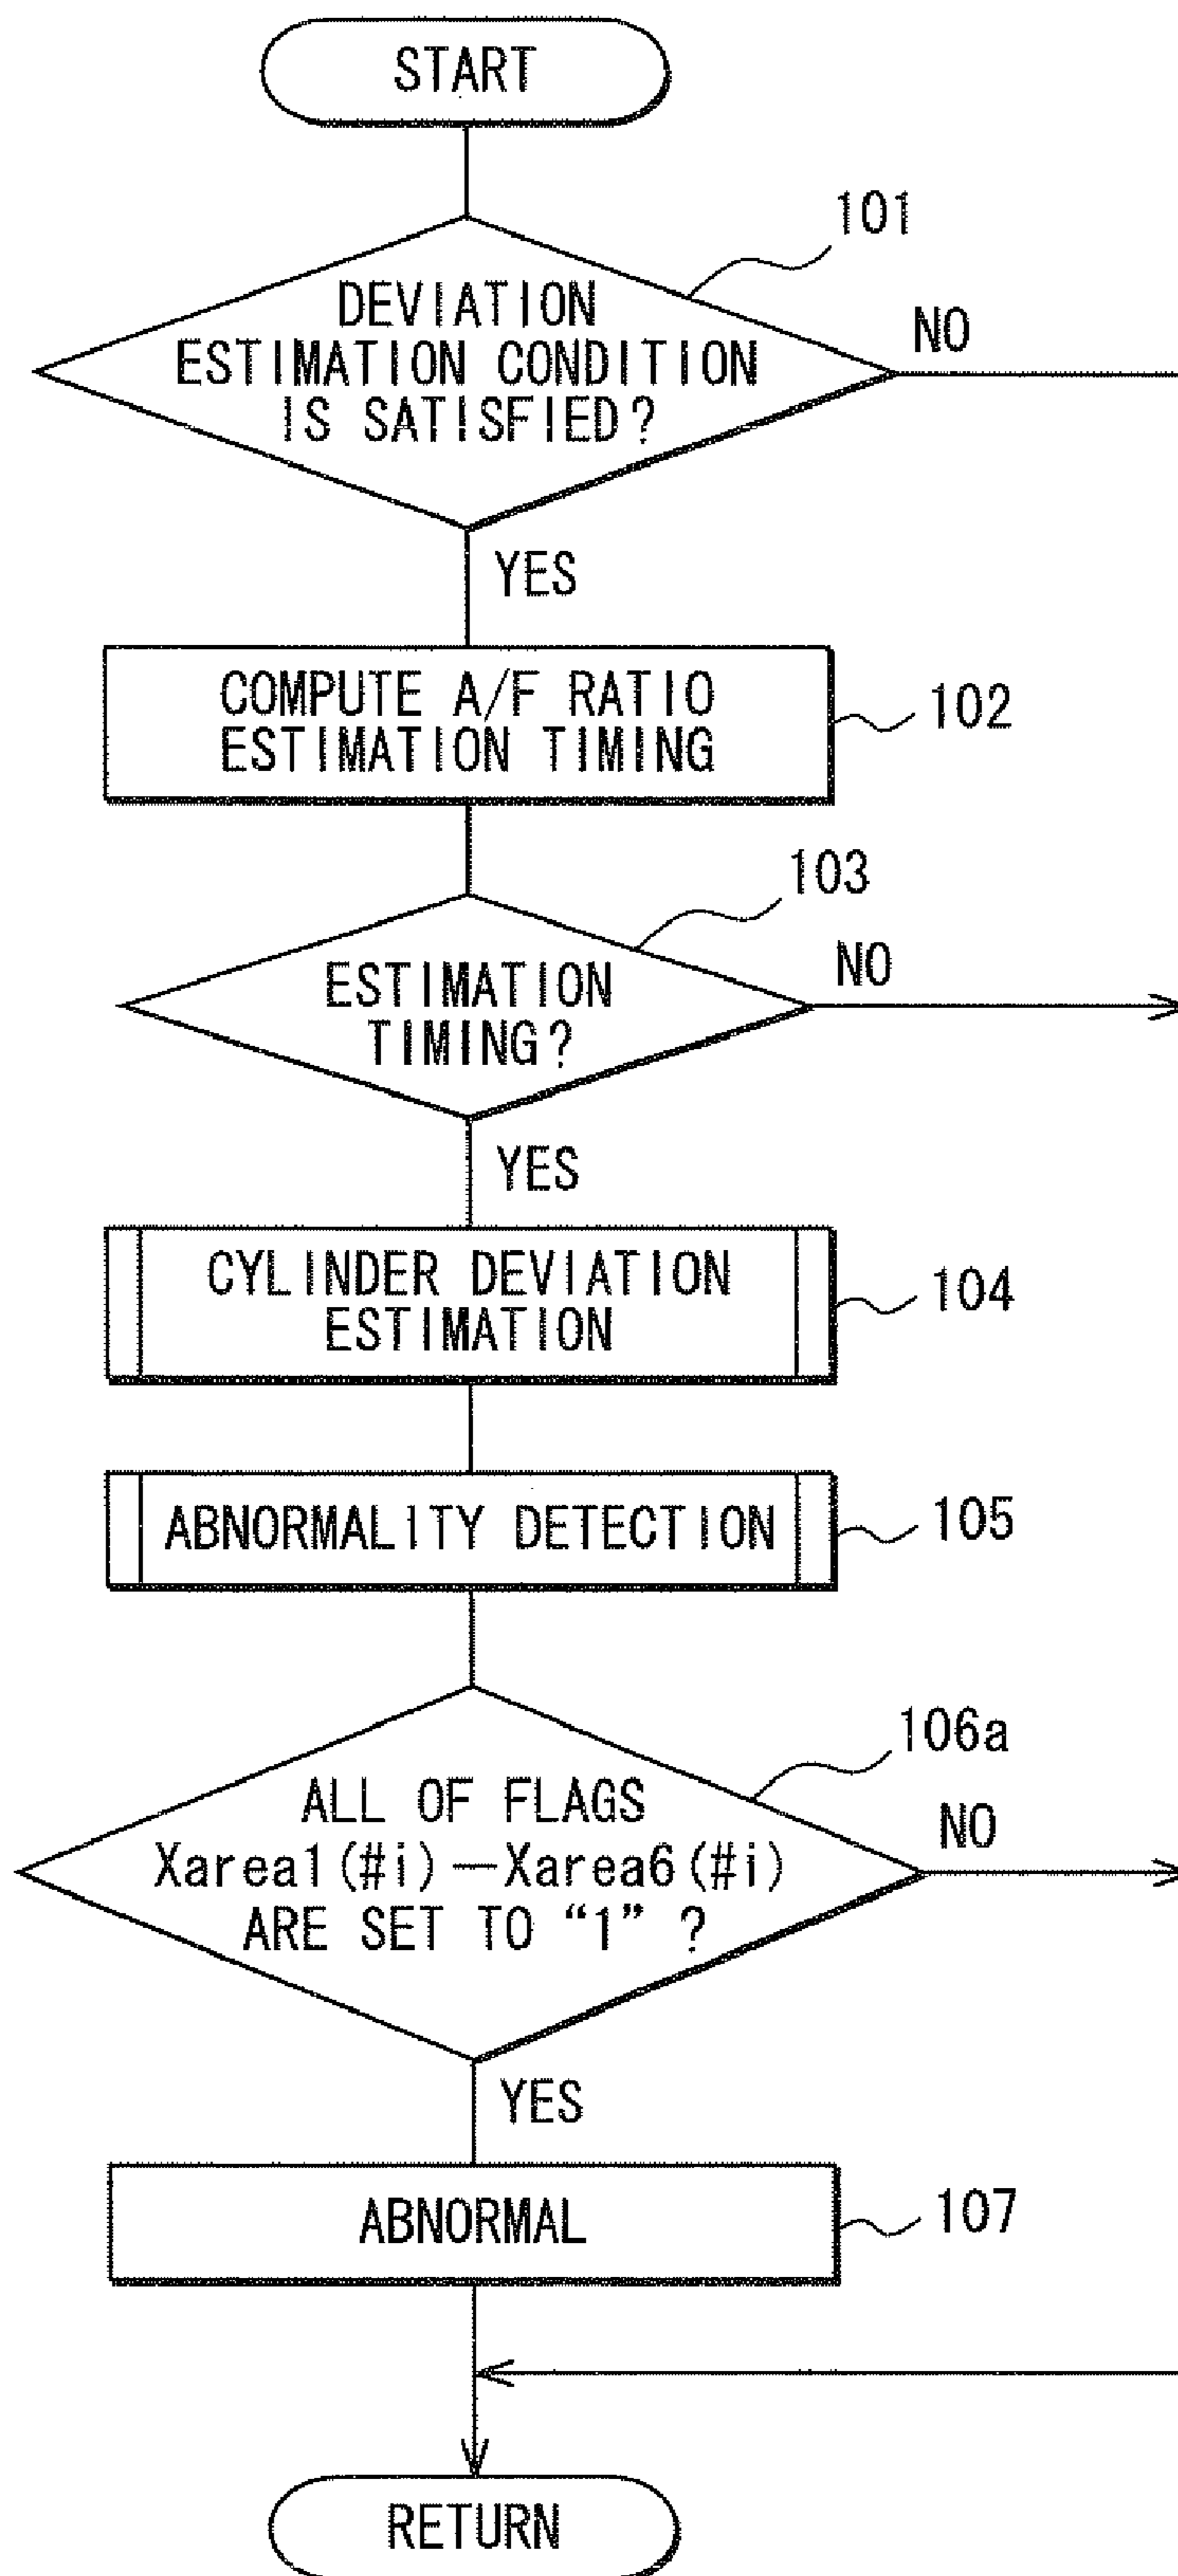 START
101
DEVIATION
ESTIMATION CONDITION
IS SATISFIED?
NO
YES
COMPUTE A/F RATIO
ESTIMATION TIMING
102
103
ESTIMATION
TIMING?
NO
YES
CYLINDER DEVIATION
ESTIMATION
104
ABNORMALITY DETECTION
105
106a
ALL OF FLAGS
Xarea1(#i)—Xarea6(#i)
ARE SET TO “1” ?
NO
YES
ABNORMAL
107
RETURN